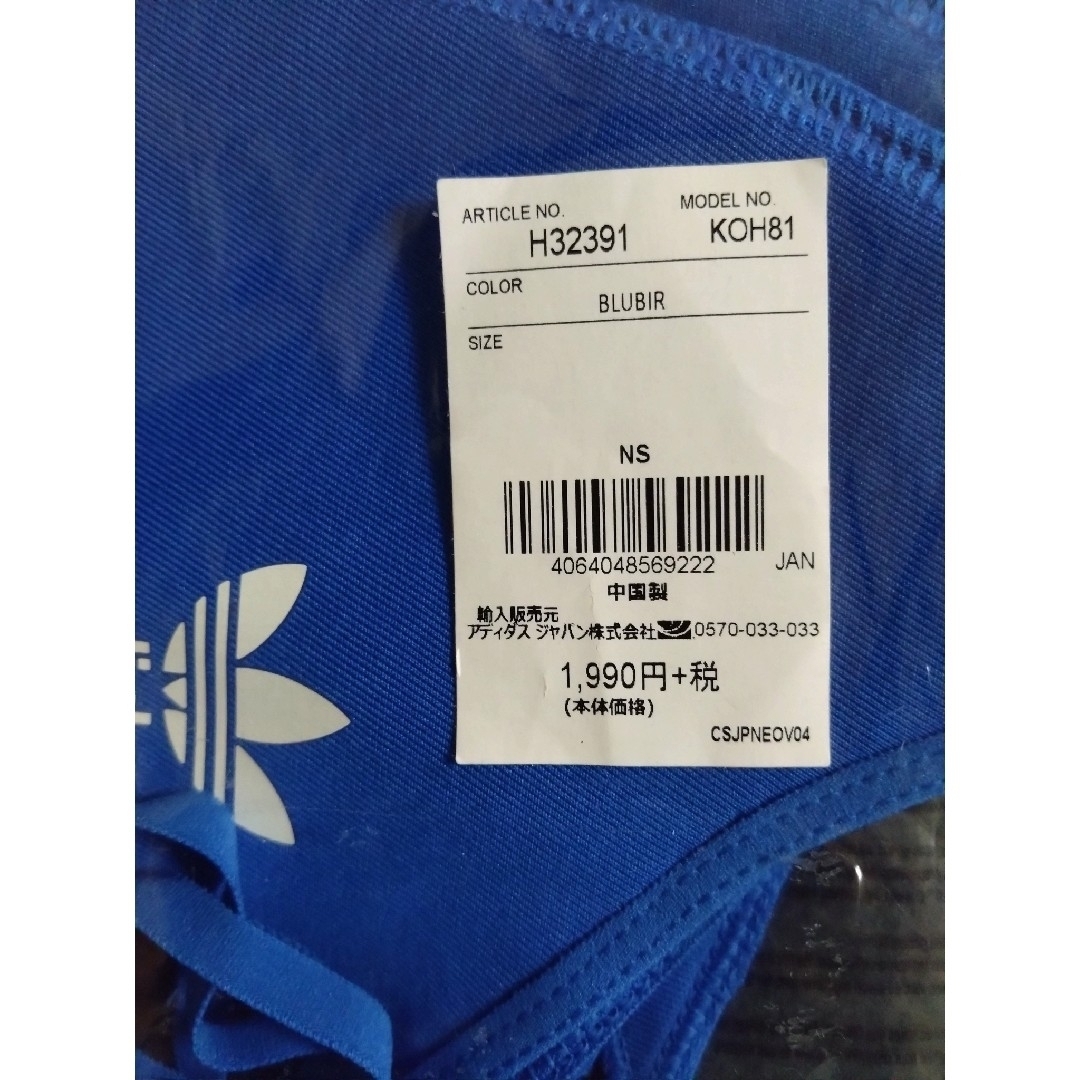 ARTICLE NO. MODEL NO.
H32391 KOH81
COLOR
BLUBIR
SIZE
NS
4064048569222 JAN
中国製
輸入販売元
アディダス ジャパン株式会社 0570-033-033
1,990円+税
(本体価格)
CSJPNEOV04